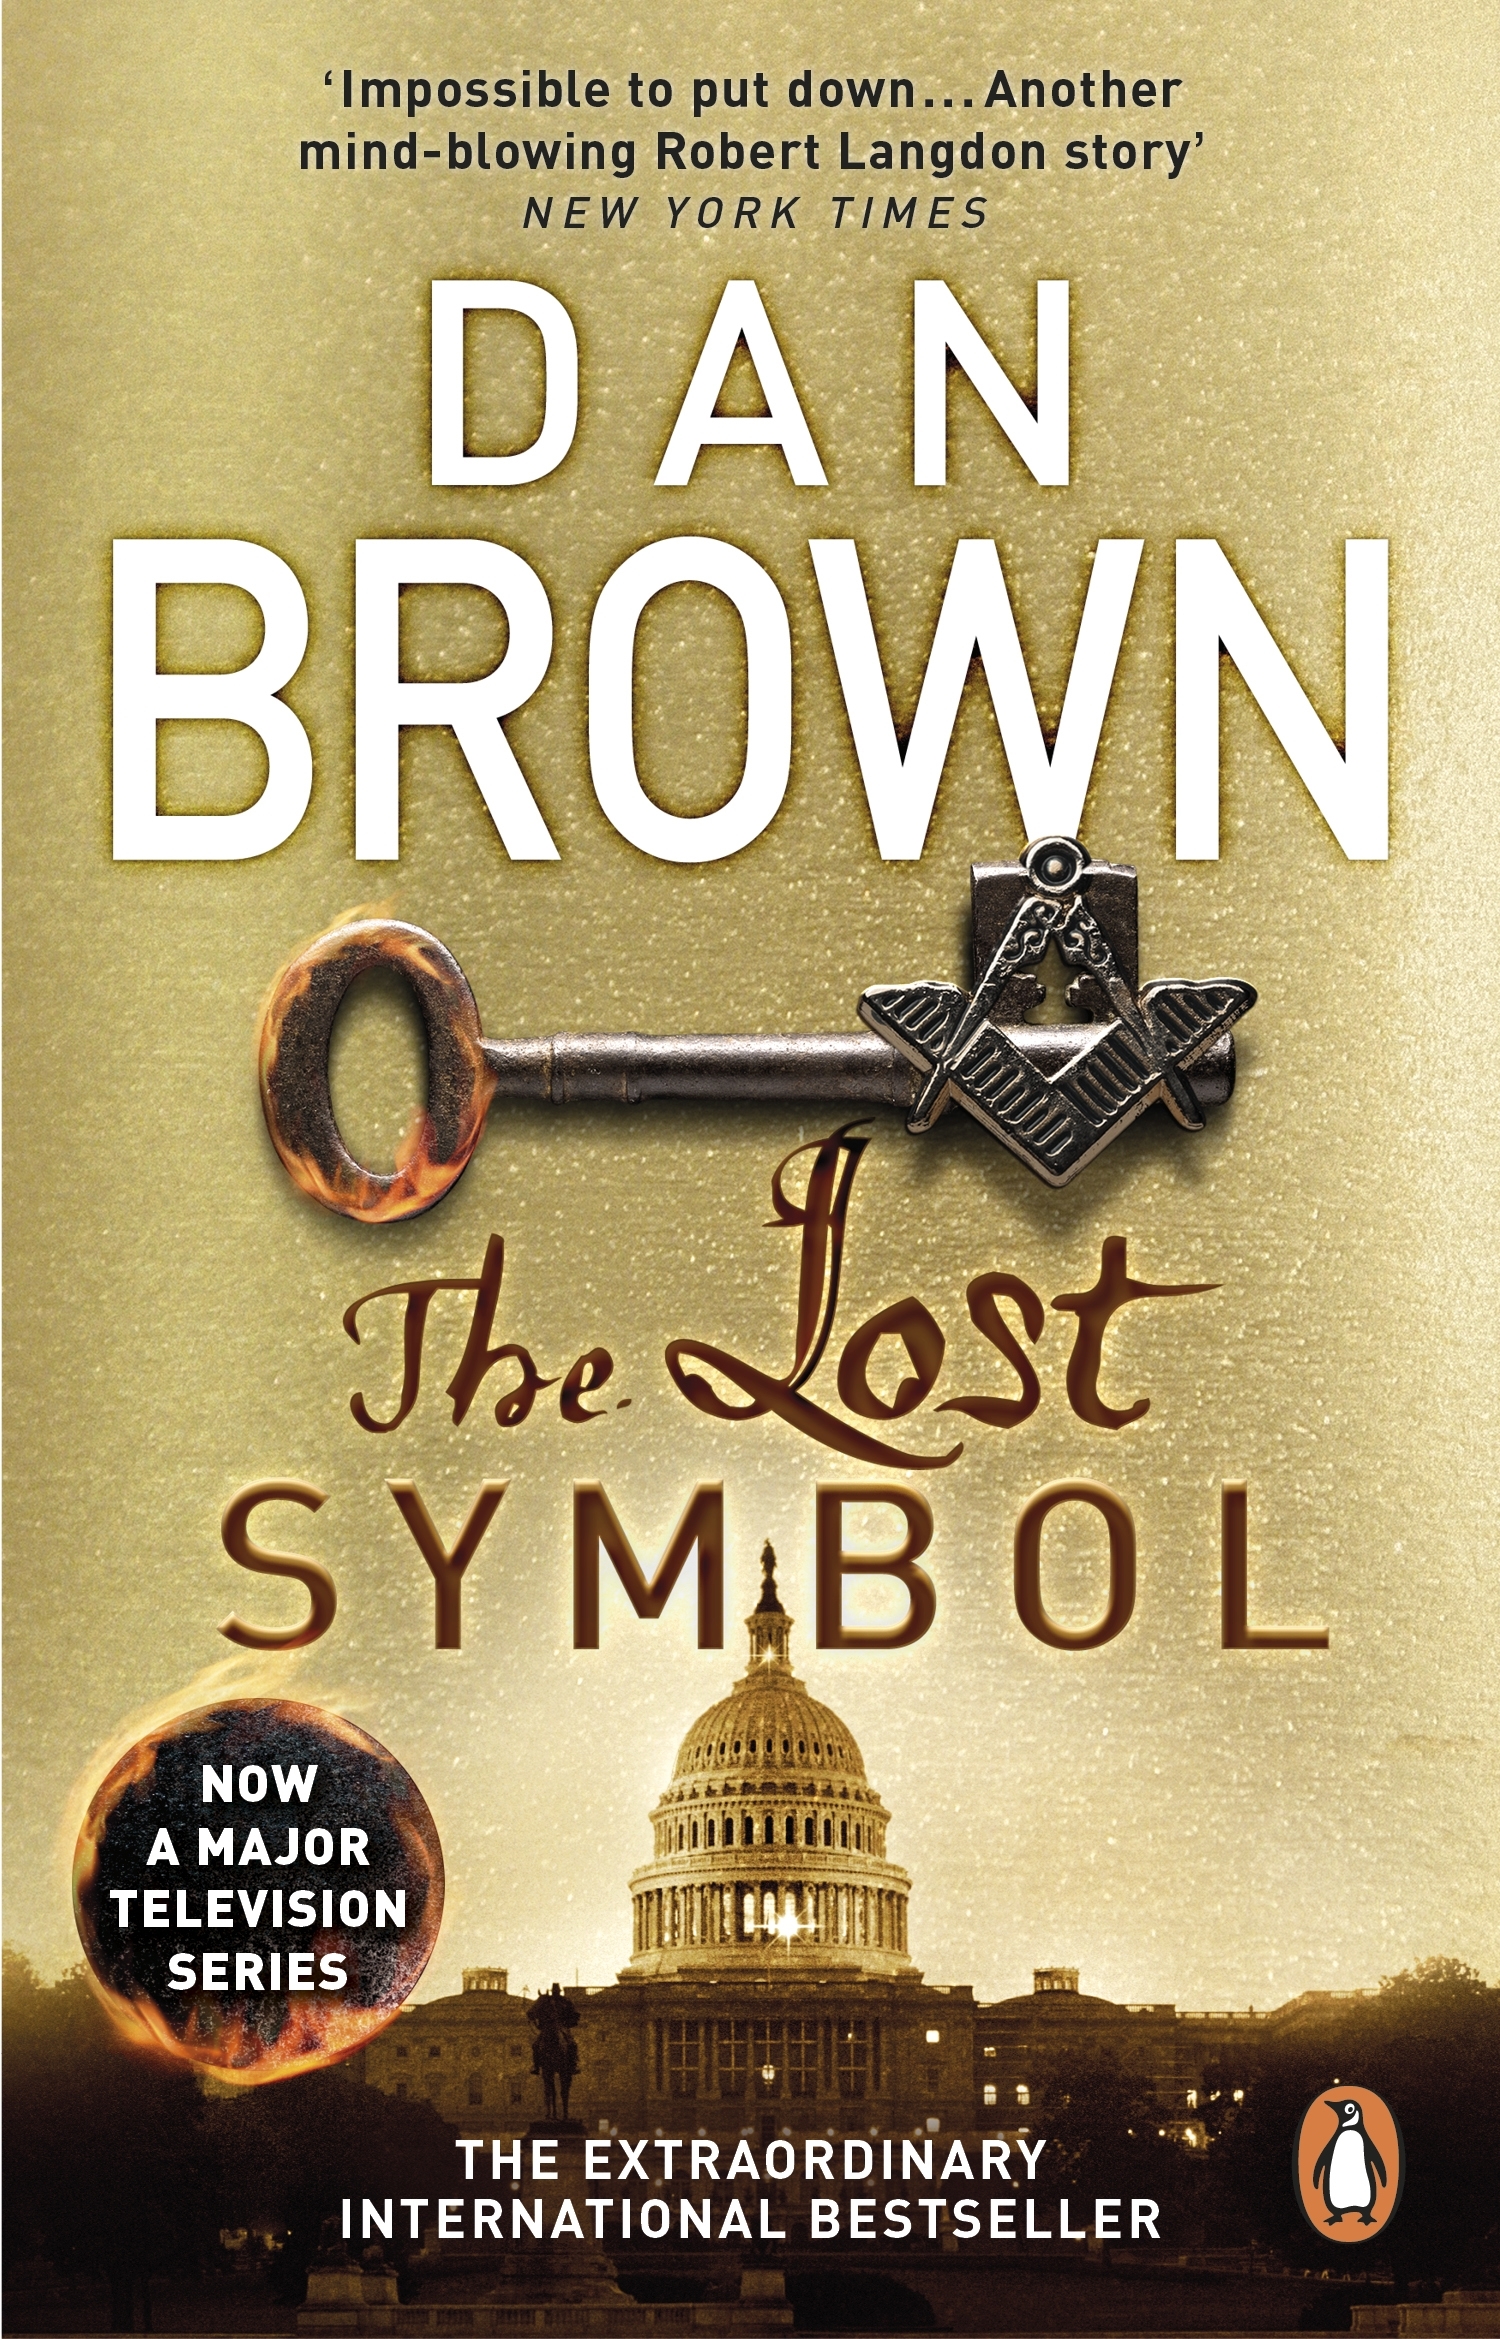 ‘Impossible to put down... Another
mind-blowing Robert Langdon story’
NEW YORK TIMES
DAN
BROWN
The Lost
SYMBOL
NOW
A MAJOR
TELEVISION
SERIES
THE EXTRAORDINARY
INTERNATIONAL BESTSELLER